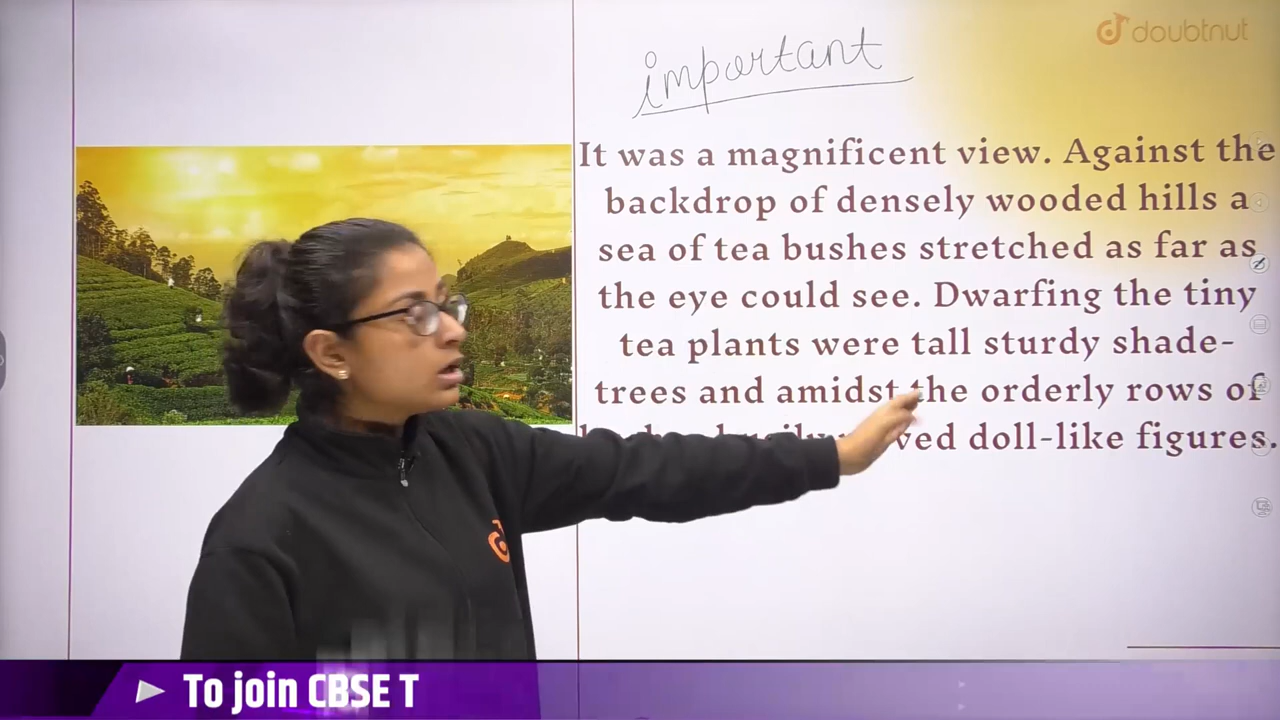 doubtnut
important
It was a magnificent view. Against the
backdrop of densely wooded hills a
sea of tea bushes stretched as far as
the eye could see. Dwarfing the tiny
tea plants were tall sturdy shade-
trees and amidst the orderly rows of
doll-like figures.
To join CBSE T